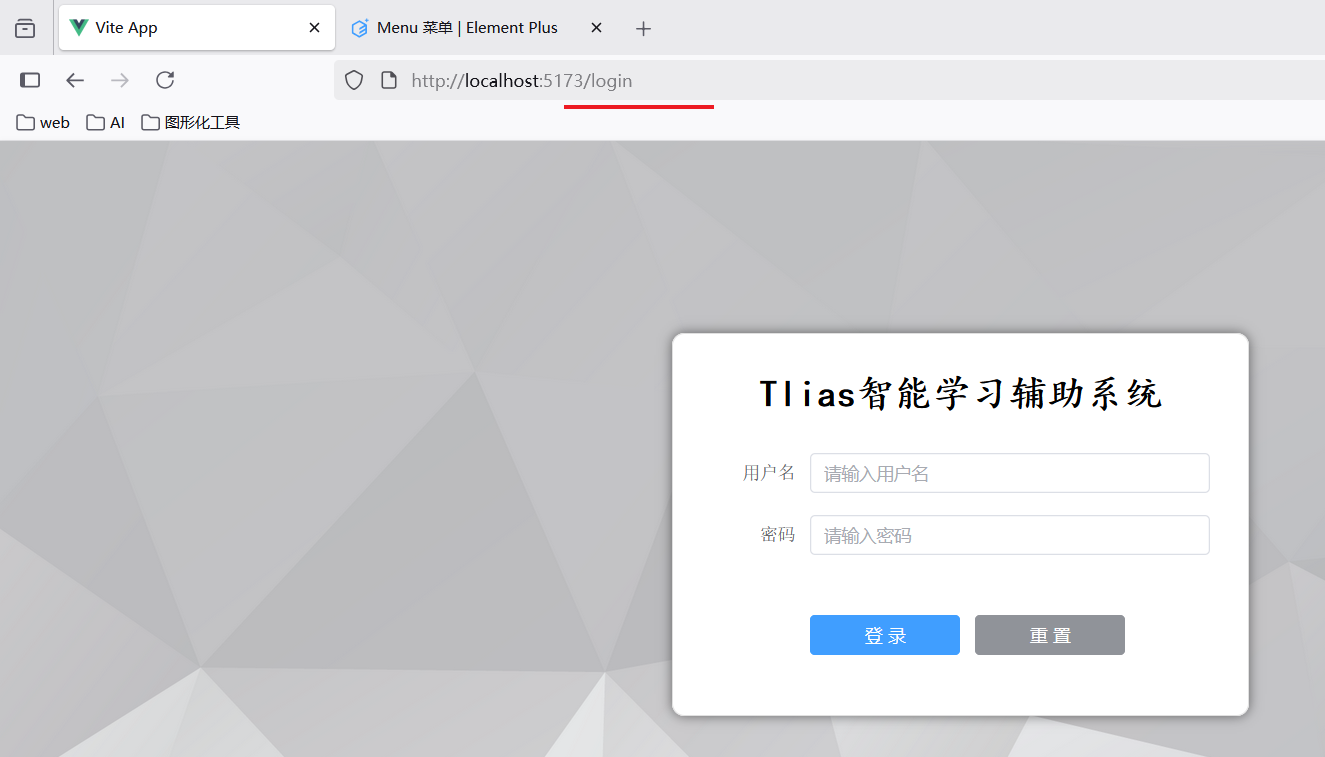 Vite App
Menu 菜单 | Element Plus
http://localhost:5173/login
web
AI
图形化工具
Tlias智能学习辅助系统
用户名
请输入用户名
密码
请输入密码
登 录
重 置